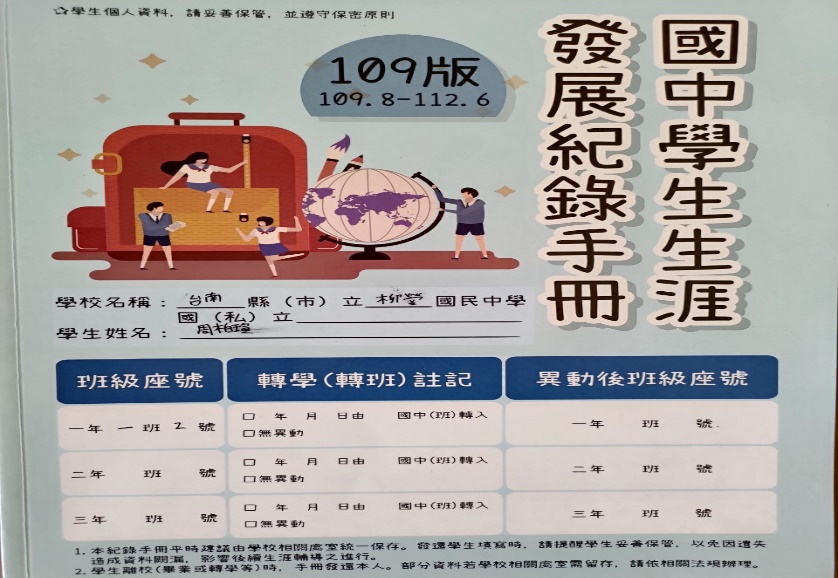 ☆學生個人資料，請妥善保管，並遵守保密原則
109版
109.8-112.6
國中學生生涯
發展紀錄手冊
學校名稱：台南縣（市）立柳營國民中學
國（私）立
學生姓名：周柏
班級座號 轉學(轉班)註記 異動後班級座號
一年 一 班 2 號 □ 年 月 日由 國中(班)轉入 一年 班 號
□無異動
二年 班 號 □ 年 月 日由 國中(班)轉入 二年 班 號
□無異動
三年 班 號 □ 年 月 日由 國中(班)轉入 三年 班 號
□無異動
1. 本紀錄手冊平時建議由學校相關處室統一保存。發還學生填寫時，請提醒學生妥善保管，以免因遺失
造成資料闕漏，影響後續生涯輔導之進行。
2. 學生離校(畢業或轉學等)時，手冊發還本人。部分資料若學校相關處室需留存，請依相關法規辦理。